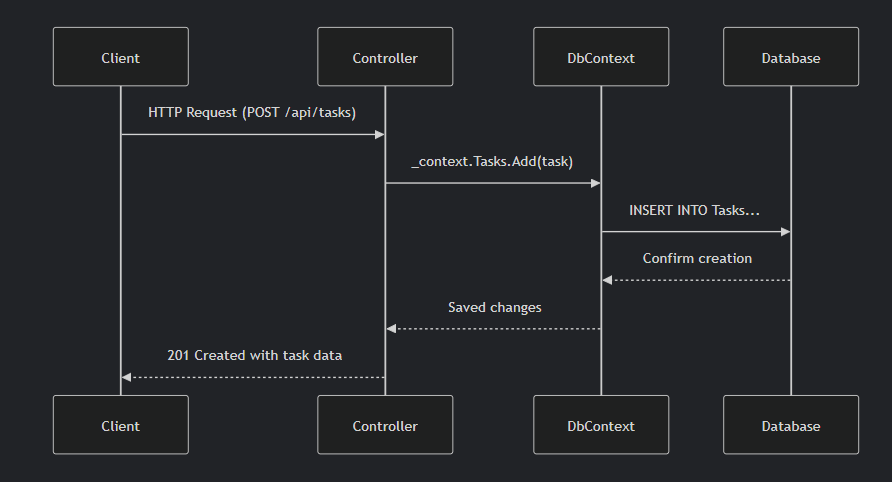 Client
Controller
DbContext
Database
HTTP Request (POST /api/tasks)
_context.Tasks.Add(task)
INSERT INTO Tasks...
Confirm creation
Saved changes
201 Created with task data
Client
Controller
DbContext
Database